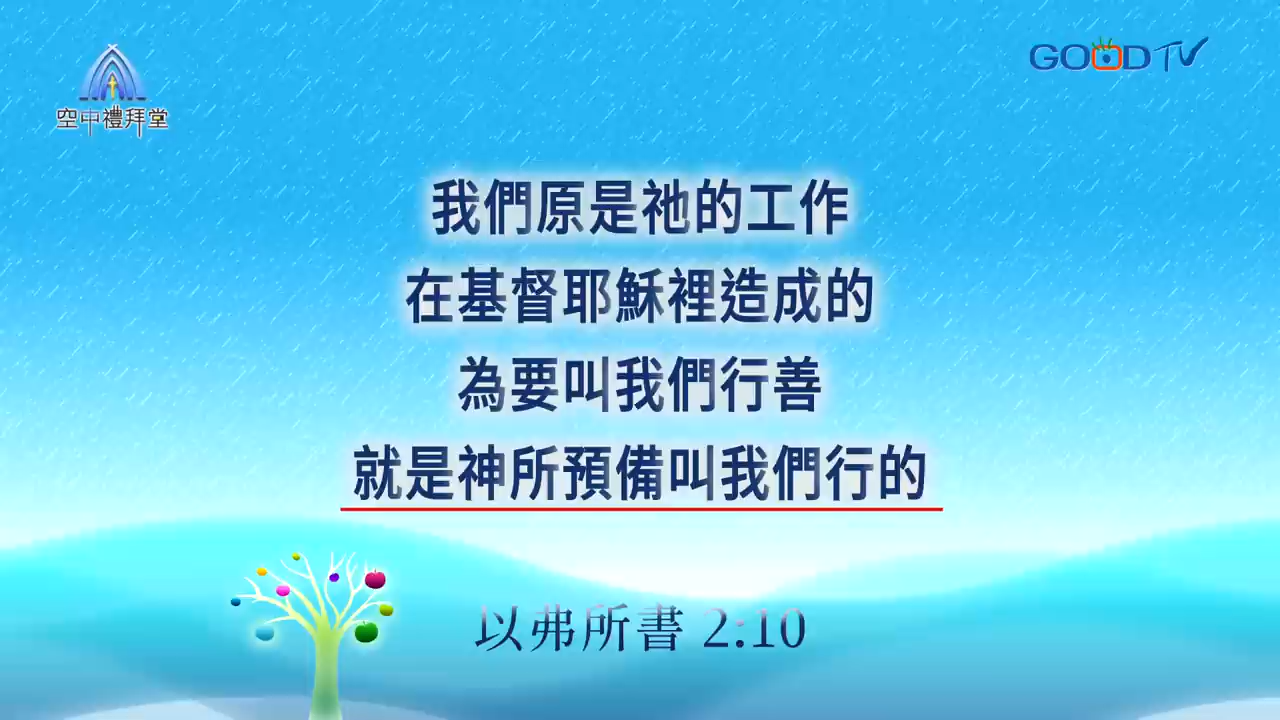 空中禮拜堂
GOOD TV
我們原是祂的工作
在基督耶穌裡造成的
為要叫我們行善
就是神所預備叫我們行的
以弗所書 2:10